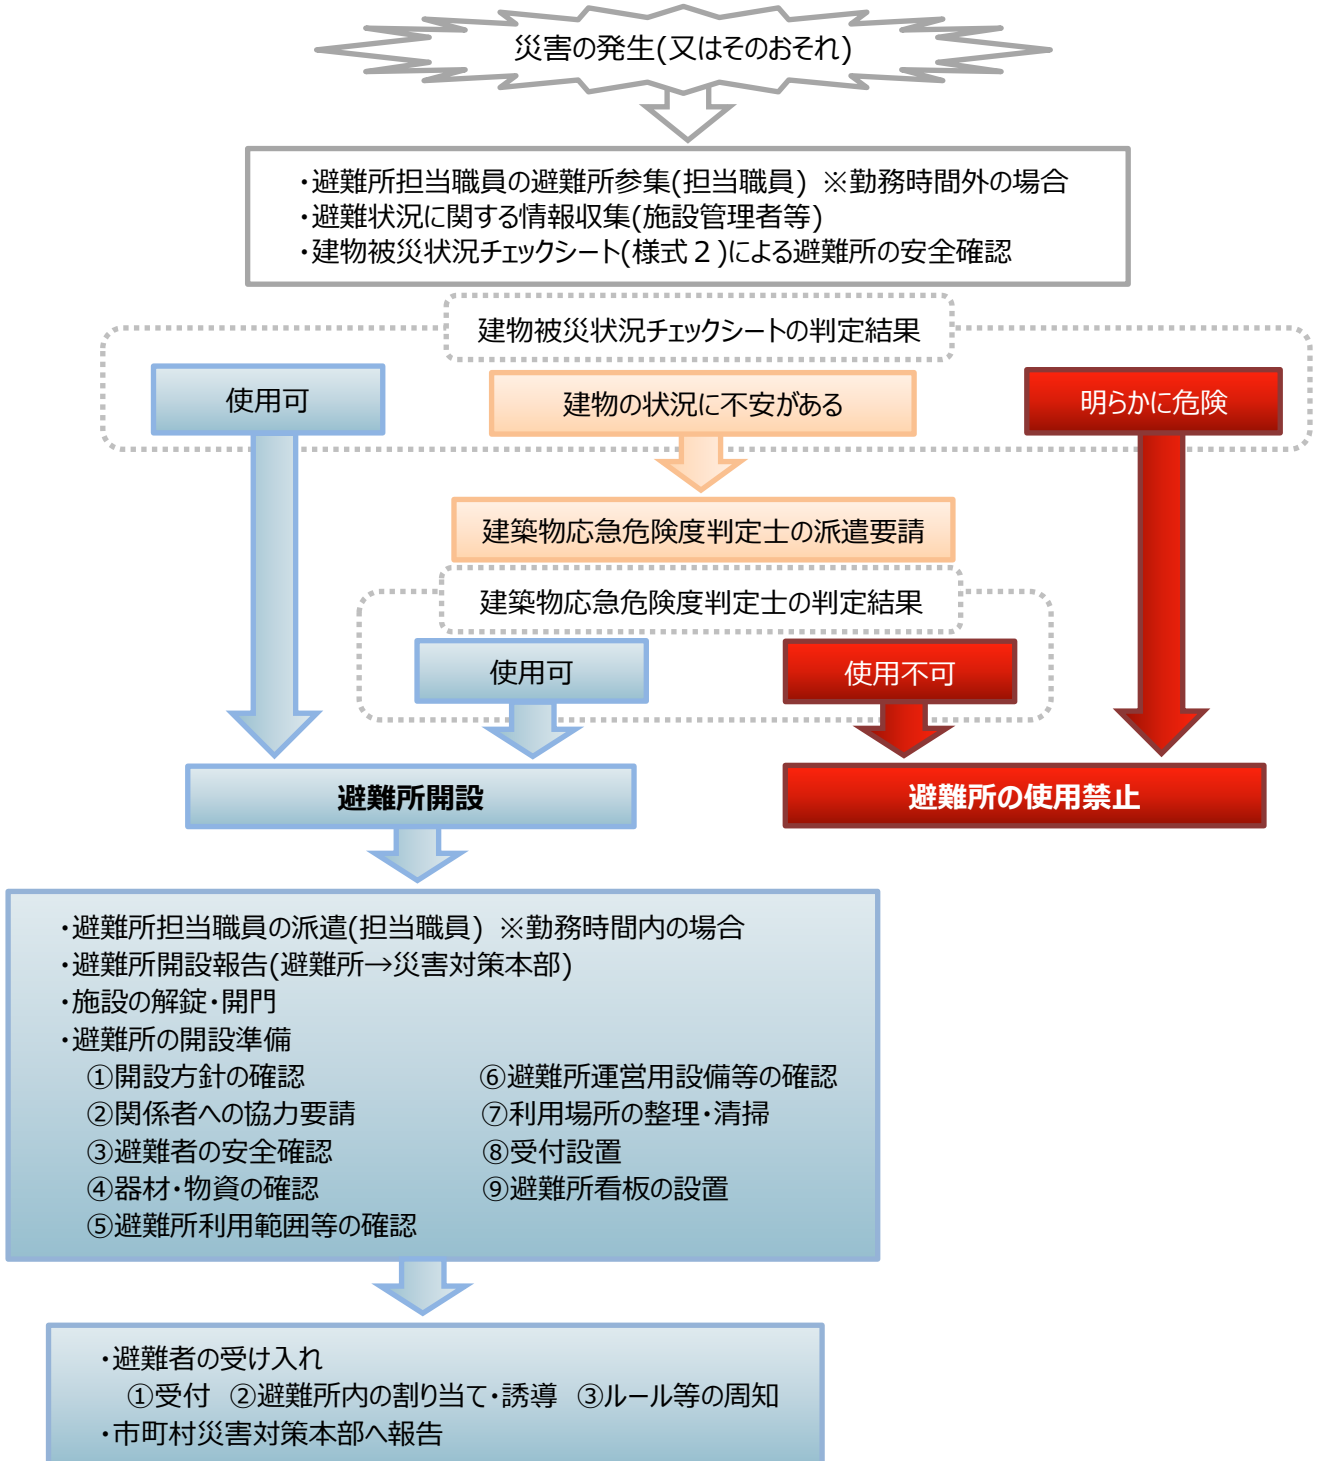 災害の発生(又はそのおそれ)
・避難所担当職員の避難所参集(担当職員) ※勤務時間外の場合
・避難状況に関する情報収集(施設管理者等)
・建物被災状況チェックシート(様式２)による避難所の安全確認
建物被災状況チェックシートの判定結果
使用可
建物の状況に不安がある
明らかに危険
建築物応急危険度判定士の派遣要請
建築物応急危険度判定士の判定結果
使用可
使用不可
避難所開設
避難所の使用禁止
・避難所担当職員の派遣(担当職員) ※勤務時間内の場合
・避難所開設報告(避難所→災害対策本部)
・施設の解錠・開門
・避難所の開設準備
①開設方針の確認
②関係者への協力要請
③避難者の安全確認
④器材・物資の確認
⑤避難所利用範囲等の確認
⑥避難所運営用設備等の確認
⑦利用場所の整理・清掃
⑧受付設置
⑨避難所看板の設置
・避難者の受け入れ
①受付 ②避難所内の割り当て・誘導 ③ルール等の周知
・市町村災害対策本部へ報告